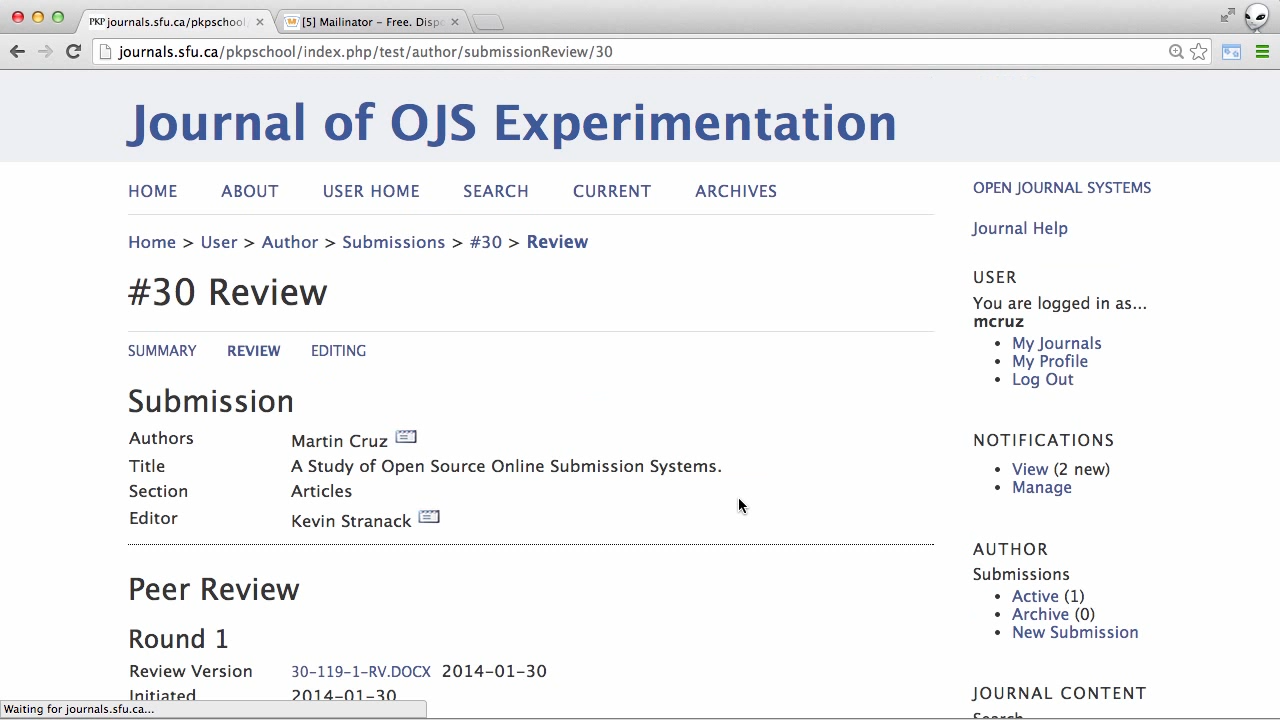 PKP journals.sfu.ca/pkpschool
[5] Mailinator - Free. Dispo
journals.sfu.ca/pkpschool/index.php/test/author/submissionReview/30
Journal of OJS Experimentation
HOME ABOUT USER HOME SEARCH CURRENT ARCHIVES
Home > User > Author > Submissions > #30 > Review
#30 Review
SUMMARY REVIEW EDITING
Submission
Authors Martin Cruz
Title A Study of Open Source Online Submission Systems.
Section Articles
Editor Kevin Stranack
Peer Review
Round 1
Review Version 30-119-1-RV.DOCX 2014-01-30
Initiated 2014-01-30
OPEN JOURNAL SYSTEMS
Journal Help
USER
You are logged in as...
mcruz
• My Journals
• My Profile
• Log Out
NOTIFICATIONS
• View (2 new)
• Manage
AUTHOR
Submissions
• Active (1)
• Archive (0)
• New Submission
JOURNAL CONTENT
Search
Waiting for journals.sfu.ca...